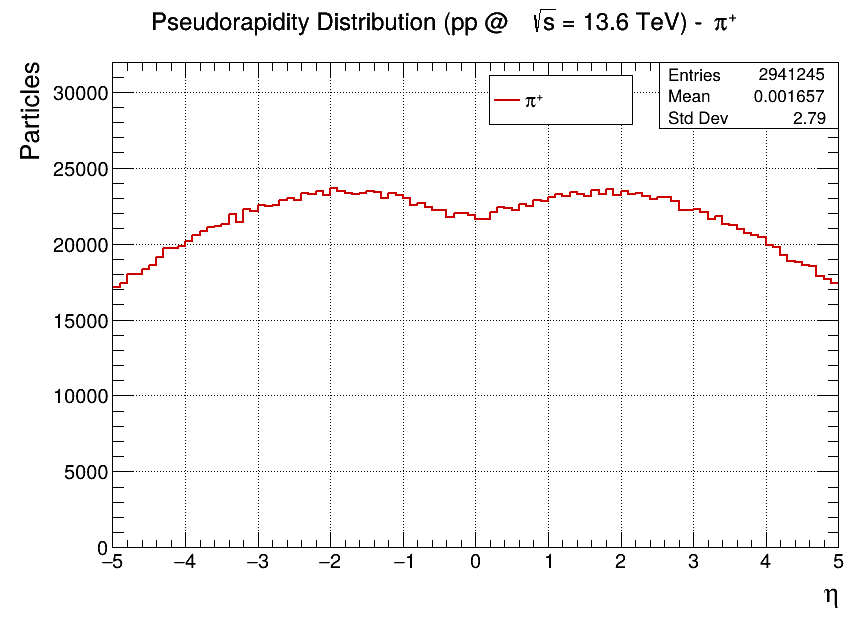 Pseudorapidity Distribution (pp @ √s = 13.6 TeV) - π⁺
Particles
30000
25000
20000
15000
10000
5000
0
π⁺
Entries 2941245
Mean 0.001657
Std Dev 2.79
−5 −4 −3 −2 −1 0 1 2 3 4 5
η